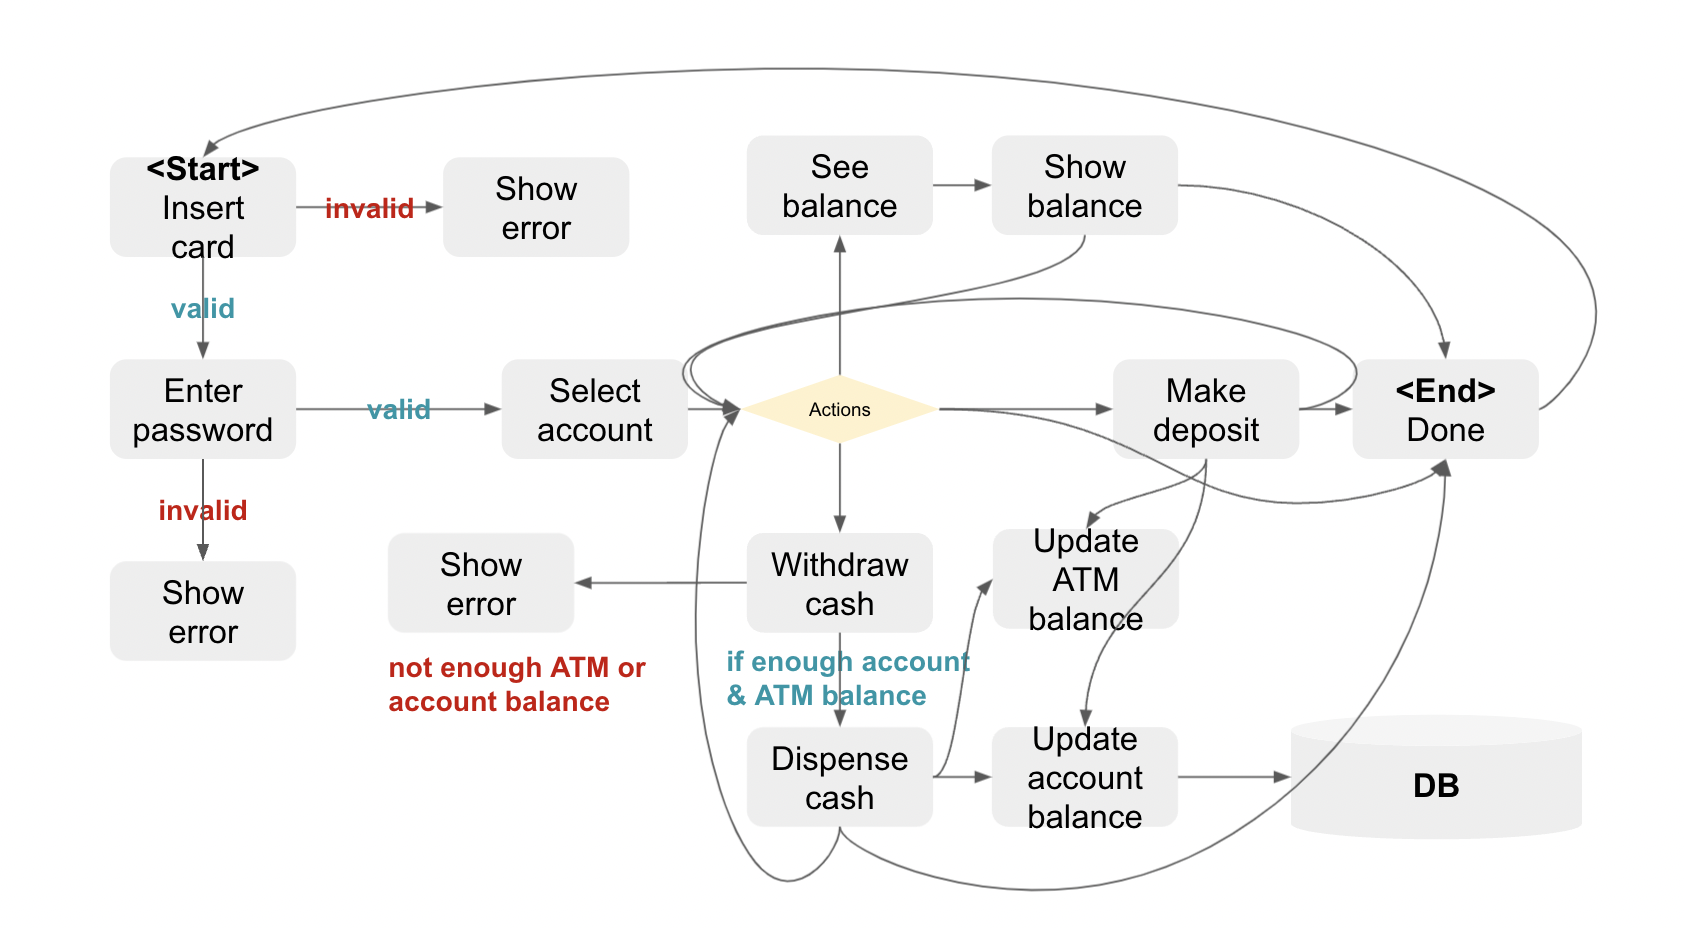 <Start>
Insert
card
invalid
Show
error
See
balance
Show
balance
valid
Enter
password
valid
Select
account
Actions
Make
deposit
<End>
Done
invalid
Show
error
Show
error
Withdraw
cash
Update
ATM
balance
not enough ATM or
account balance
if enough account
& ATM balance
Dispense
cash
Update
account
balance
DB